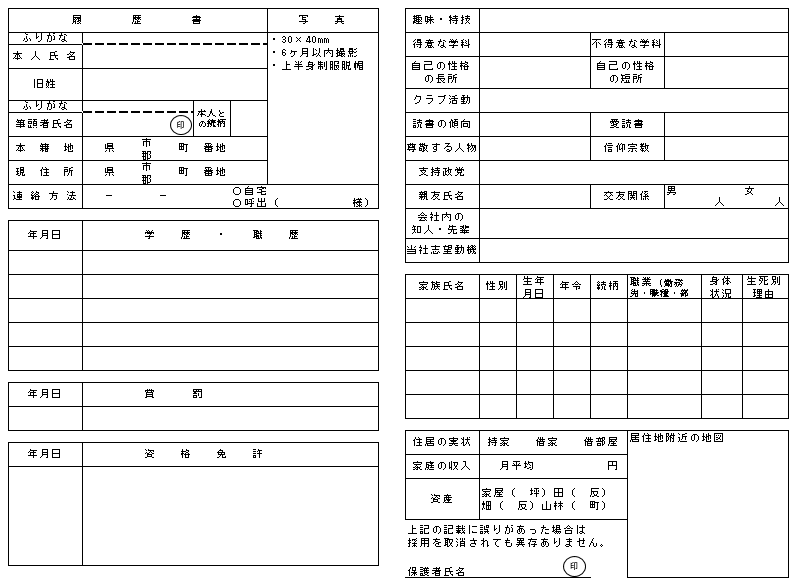 履歴書
写真
ふりがな
・30×40mm
・6ヶ月以内撮影
・上半身制服脱帽
本人氏名
旧姓
ふりがな
筆頭者氏名
印
本人と
の続柄
本籍地 県 市 町 番地
郡
現住所 県 市 町 番地
郡
連絡方法 － － ○自宅
○呼出（ 様）
年月日 学歴・職歴
年月日 賞罰
年月日 資格免許
趣味・特技
得意な学科 不得意な学科
自己の性格
の長所
自己の性格
の短所
クラブ活動
読書の傾向 愛読書
尊敬する人物 信仰宗教
支持政党
親友氏名 交友関係 男 女
人 人
会社内の
知人・先輩
当社志望動機
家族氏名 性別 生年
月日
年令 続柄 職業（勤務
先・職種・部
身体
状況
生死別
理由
住居の実状 持家 借家 借部屋
家庭の収入 月平均 円
資産 家屋（ 坪）田（ 反）
畑（ 反）山林（ 町）
居住地附近の地図
上記の記載に誤りがあった場合は
採用を取消されても異存ありません。
保護者氏名 印